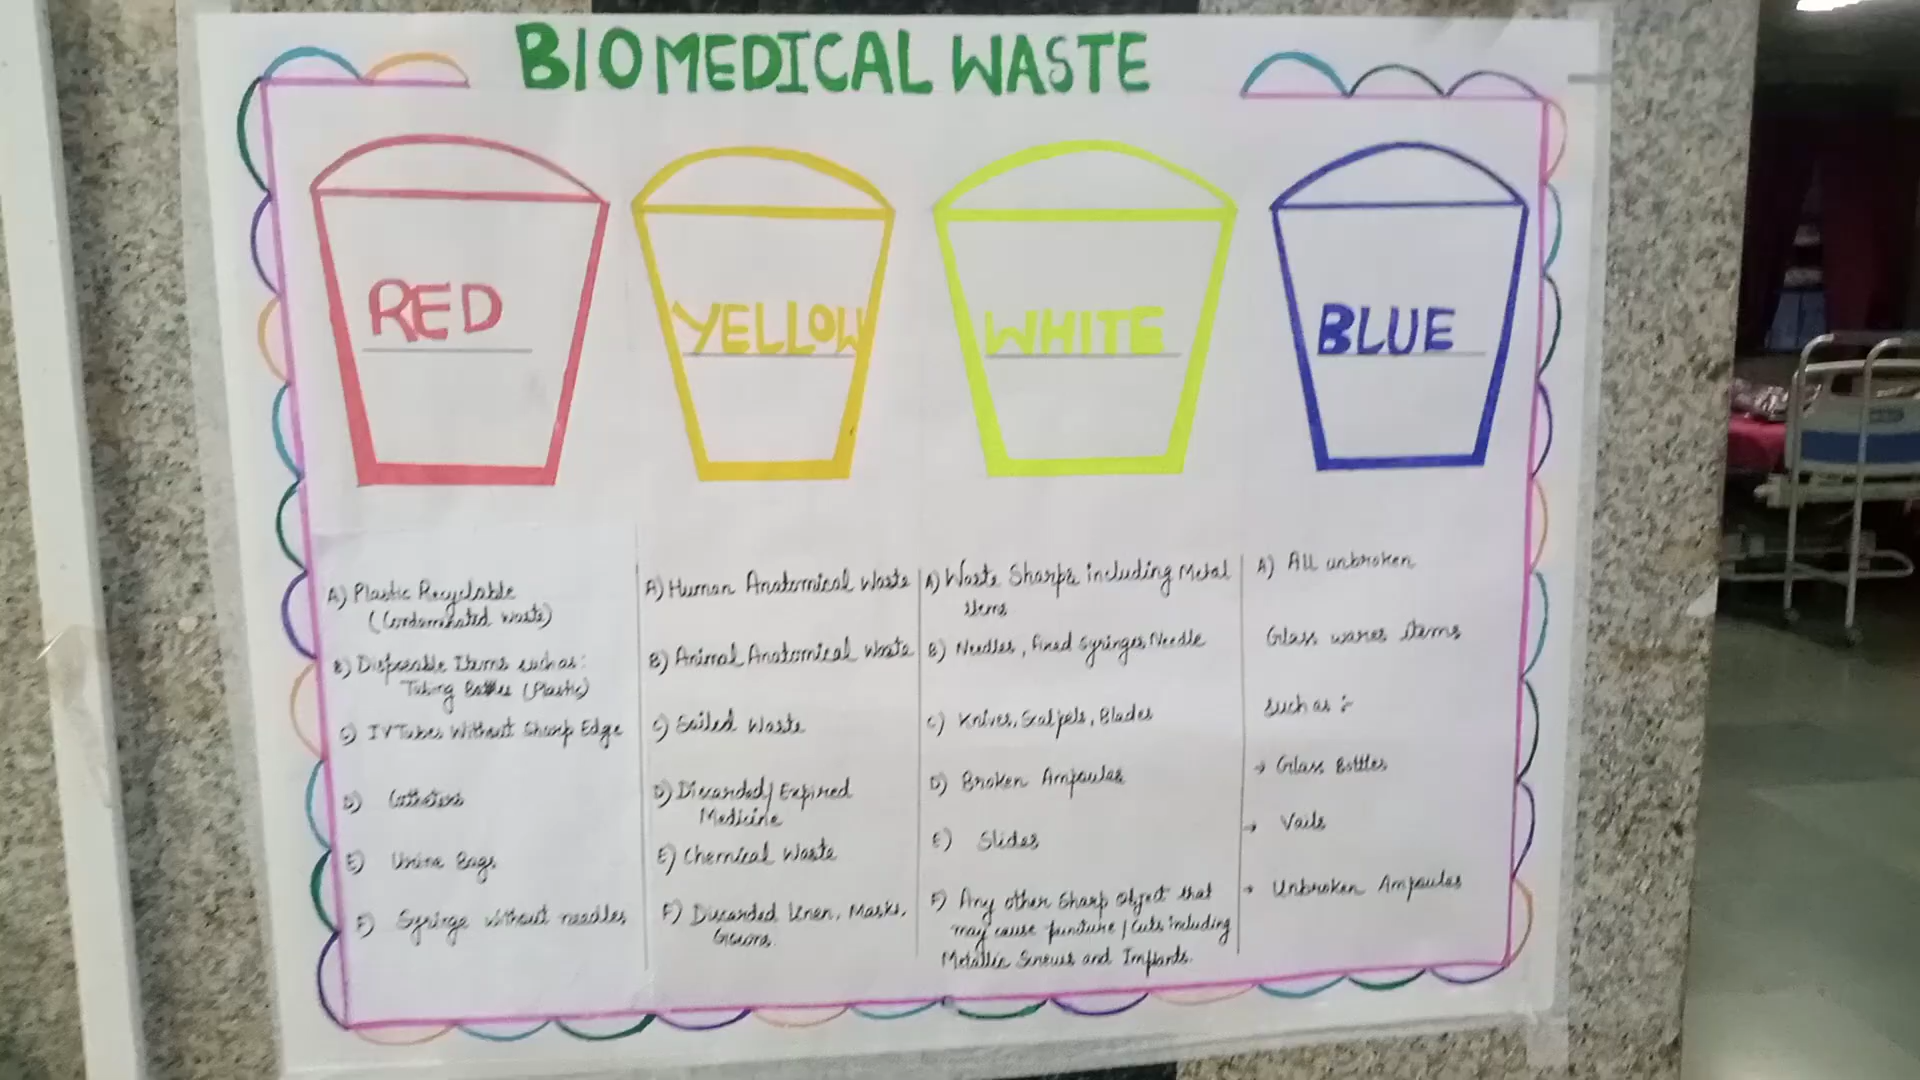 BIOMEDICAL WASTE
RED
YELLOW
WHITE
BLUE
A) Plastic Recyclable
(Contaminated waste)
B) Disposable Items such as:
Tubing Bottles (Plastic)
C) IV Tubes Without Sharp Edge
D) Catheters
E) Urine Bags
F) Syringe without needles
A) Human Anatomical Waste
B) Animal Anatomical Waste
C) Soiled Waste
D) Discarded/Expired
Medicine
E) Chemical Waste
F) Discarded Linen, Masks,
Gowns
A) Waste Sharps including Metal
Items
B) Needles, fixed syringes, Needle
C) Knives, Scalpels, Blades
D) Broken Ampoulas
E) Slides
F) Any other Sharp object that
may cause puncture/Cuts including
Metallic Screws and Implants.
A) All unbroken
Glass wares items
such as :-
→ Glass Bottles
→ Vails
→ Unbroken Ampoulas